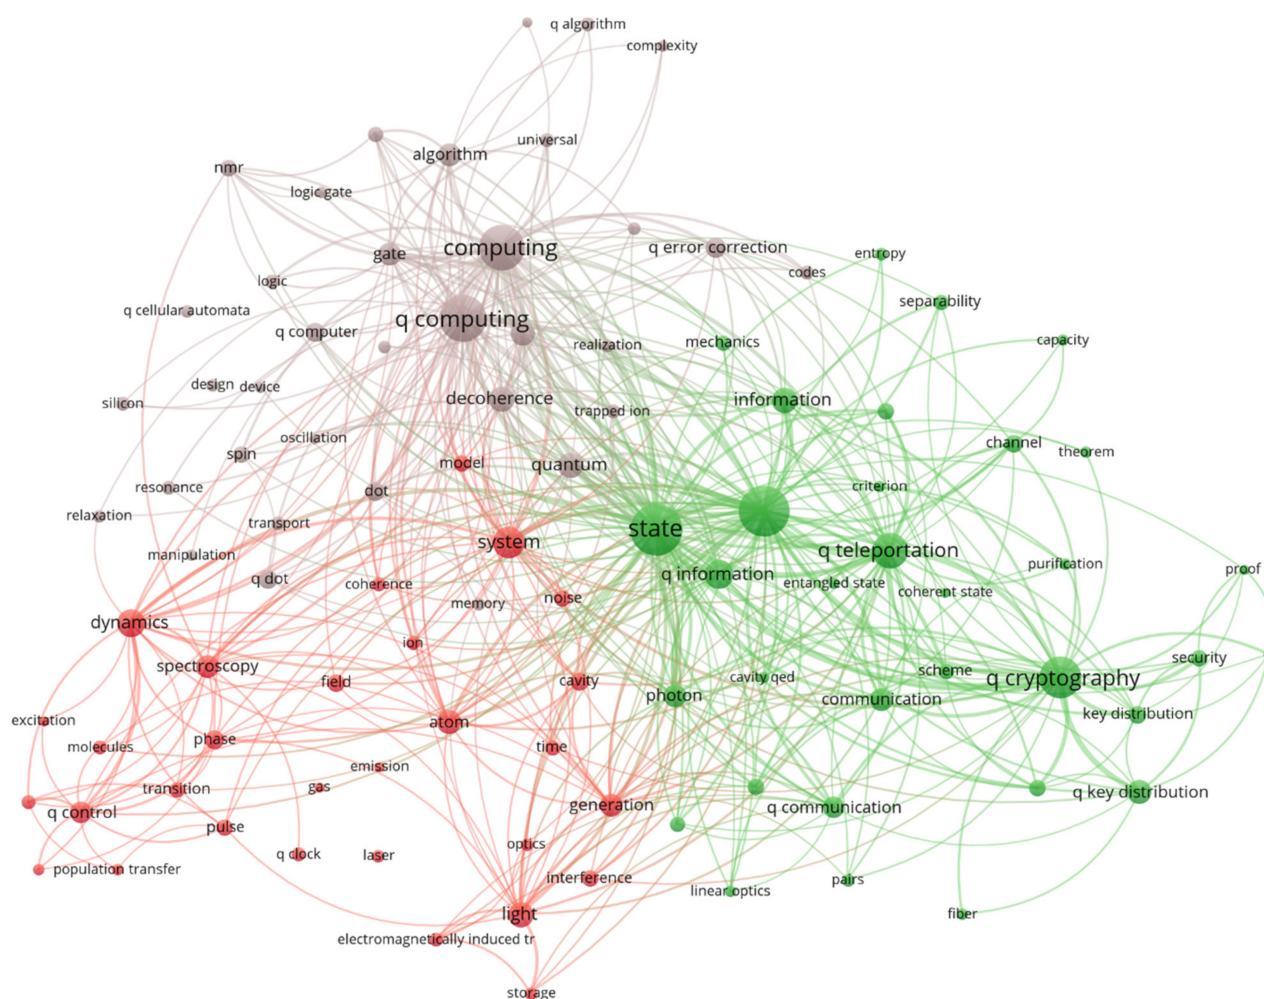 q algorithm
complexity
universal
algorithm
nmr
logic gate
computing
q error correction
gate
entropy
codes
logic
separability
q cellular automata
q computing
q computer
realization
mechanics
capacity
design
device
decoherence
information
silicon
trapped ion
oscillation
channel
spin
theorem
model
quantum
resonance
dot
criterion
relaxation
transport
state
system
q teleportation
manipulation
q dot
coherence
q information
entangled state
purification
proof
coherent state
memory
noise
dynamics
ion
spectroscopy
security
field
cavity
cavity qed
scheme
q cryptography
photon
communication
key distribution
excitation
atom
molecules
phase
time
emission
transition
gas
q control
generation
q communication
q key distribution
pulse
optics
q clock
laser
population transfer
interference
linear optics
pairs
light
fiber
electromagnetically induced tr
storage